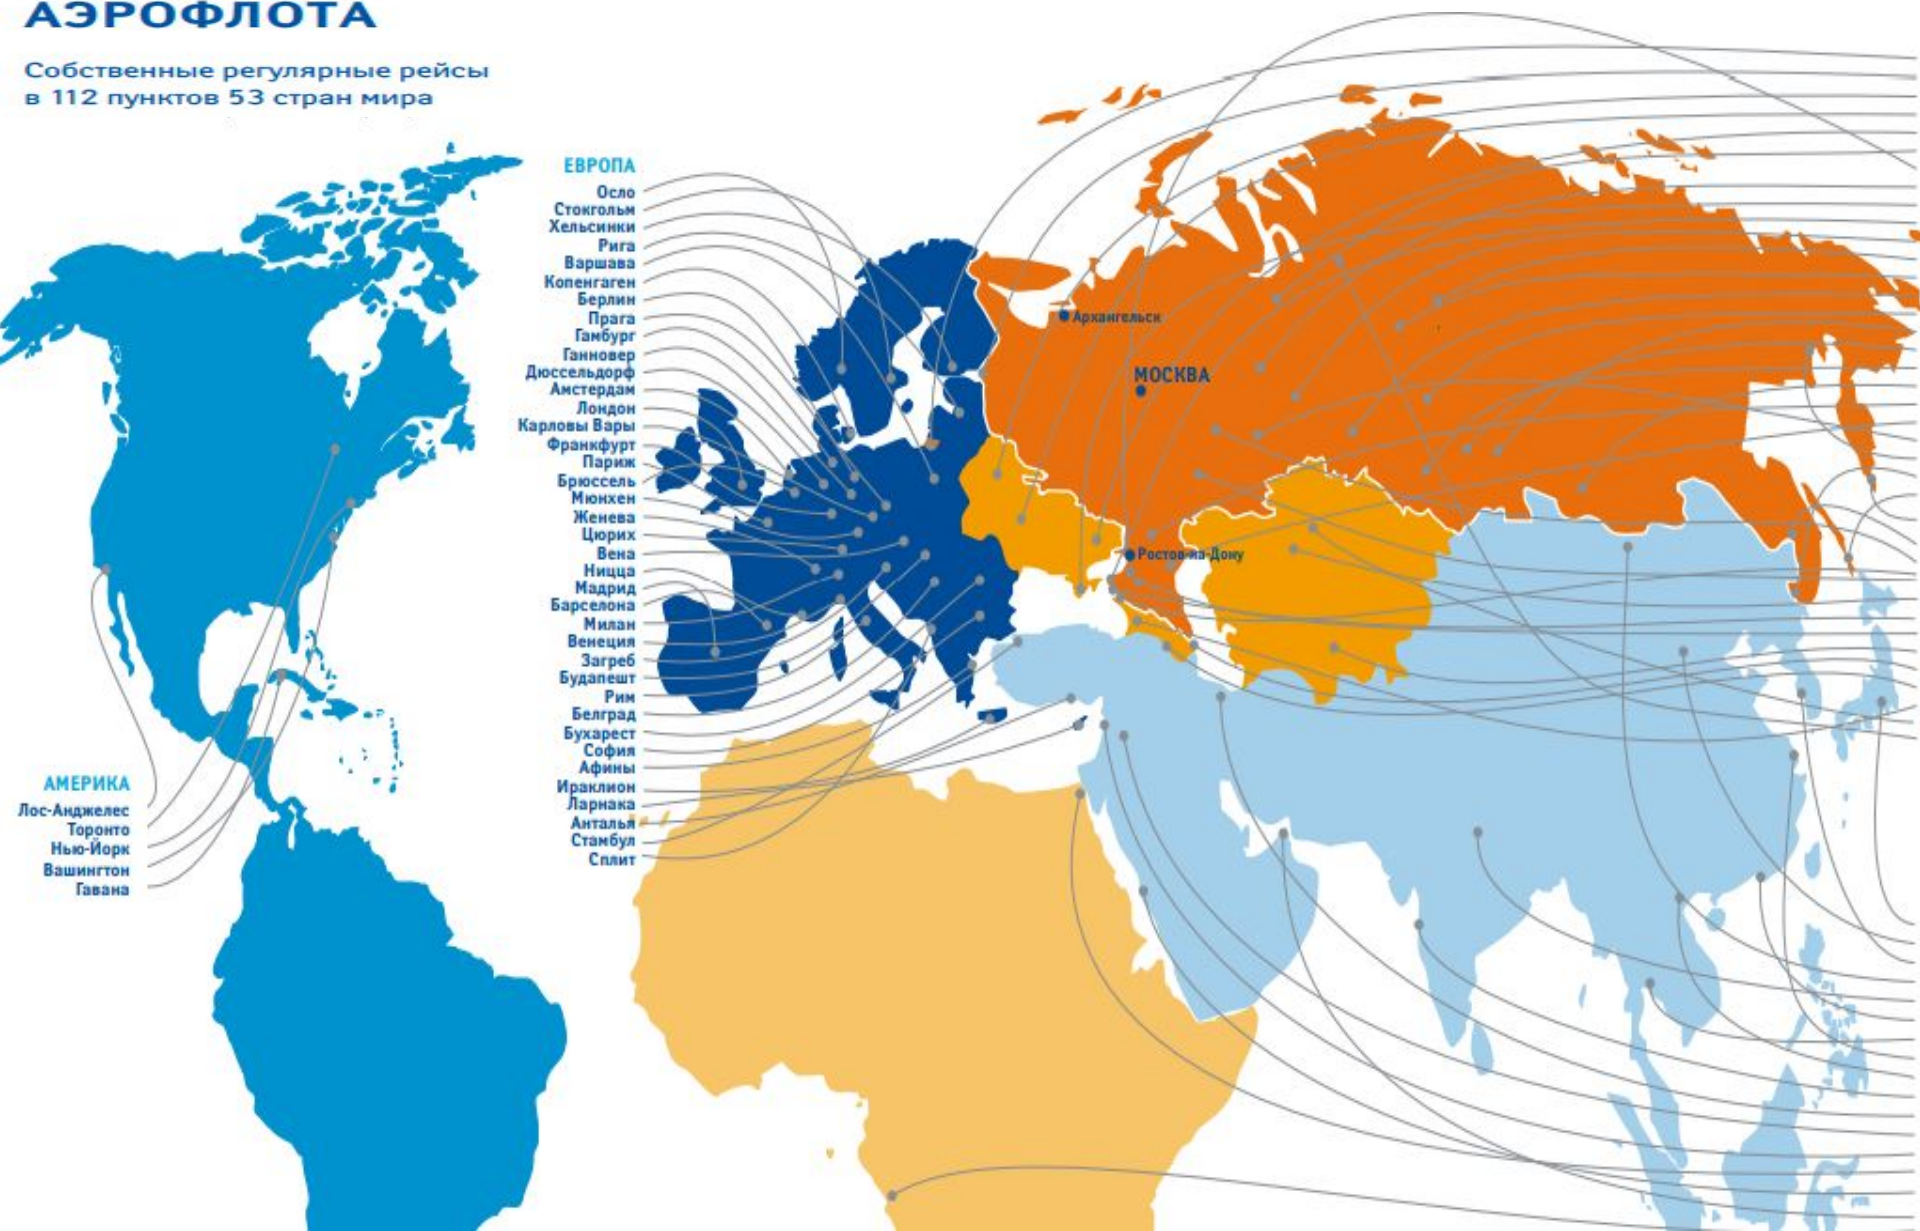 АЭРОФЛОТА
Собственные регулярные рейсы
в 112 пунктов 53 стран мира
ЕВРОПА
Осло
Стокгольм
Хельсинки
Рига
Варшава
Копенгаген
Берлин
Прага
Гамбург
Ганновер
Дюссельдорф
Амстердам
Лондон
Карловы Вары
Франкфурт
Париж
Брюссель
Мюнхен
Женева
Цюрих
Вена
Ницца
Мадрид
Барселона
Милан
Венеция
Загреб
Будапешт
Рим
Белград
Бухарест
София
Афины
Ираклион
Ларнака
Анталья
Стамбул
Сплит
Архангельск
МОСКВА
Ростов-на-Дону
АМЕРИКА
Лос-Анджелес
Торонто
Нью-Йорк
Вашингтон
Гавана